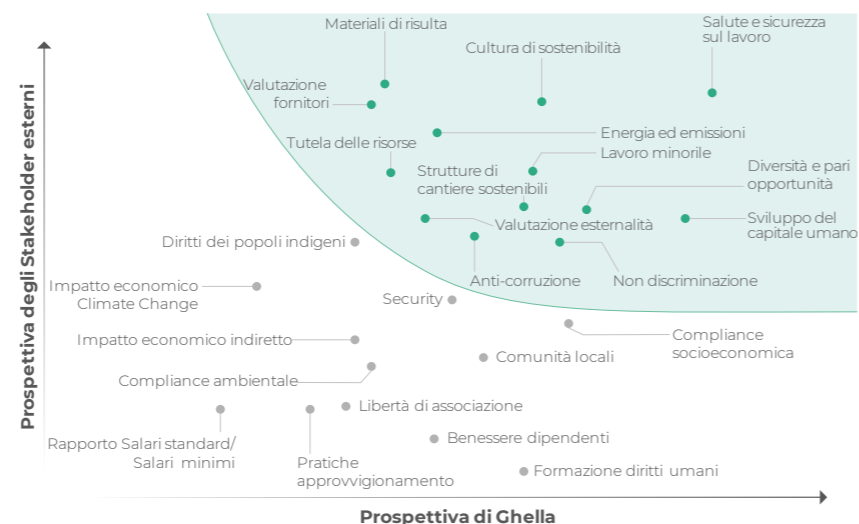 Materiali di risulta
Salute e sicurezza
sul lavoro
Cultura di sostenibilità
Valutazione
fornitori
Energia ed emissioni
Tutela delle risorse
Lavoro minorile
Strutture di
cantiere sostenibili
Diversità e pari
opportunità
Valutazione esternalità
Sviluppo del
capitale umano
Diritti dei popoli indigeni
Anti-corruzione
Non discriminazione
Impatto economico
Climate Change
Security
Impatto economico indiretto
Compliance
socioeconomica
Comunità locali
Compliance ambientale
Libertà di associazione
Rapporto Salari standard/
Salari minimi
Benessere dipendenti
Pratiche
approvvigionamento
Formazione diritti umani
Prospettiva degli Stakeholder esterni
Prospettiva di Ghella